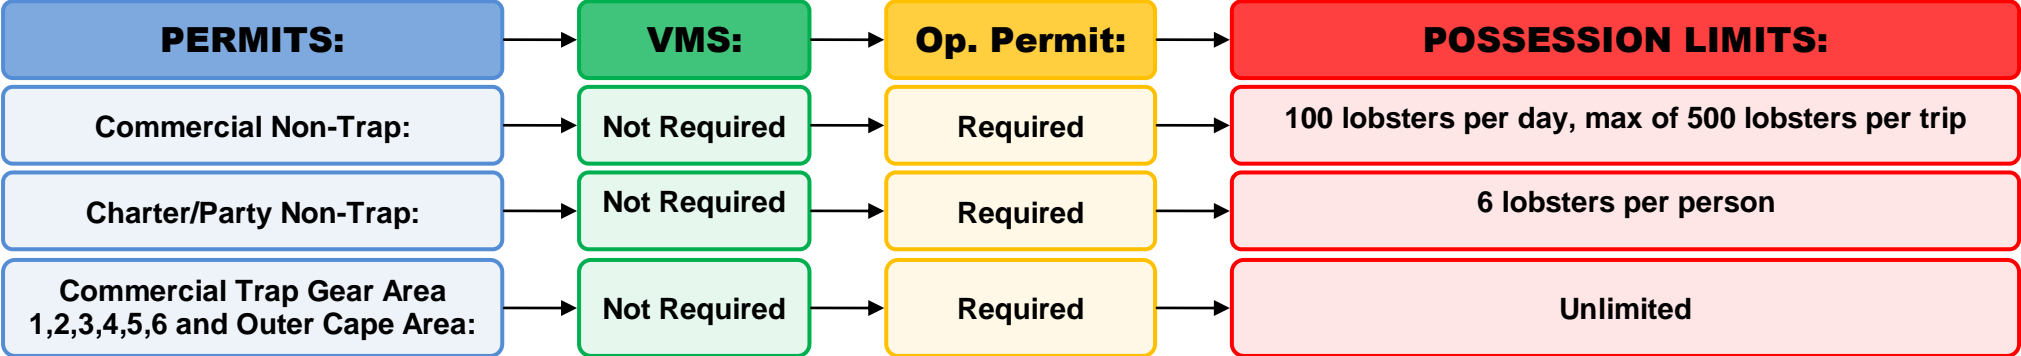 PERMITS:
VMS:
Op. Permit:
POSSESSION LIMITS:
Commercial Non-Trap:
Not Required
Required
100 lobsters per day, max of 500 lobsters per trip
Charter/Party Non-Trap:
Not Required
Required
6 lobsters per person
Commercial Trap Gear Area
1,2,3,4,5,6 and Outer Cape Area:
Not Required
Required
Unlimited